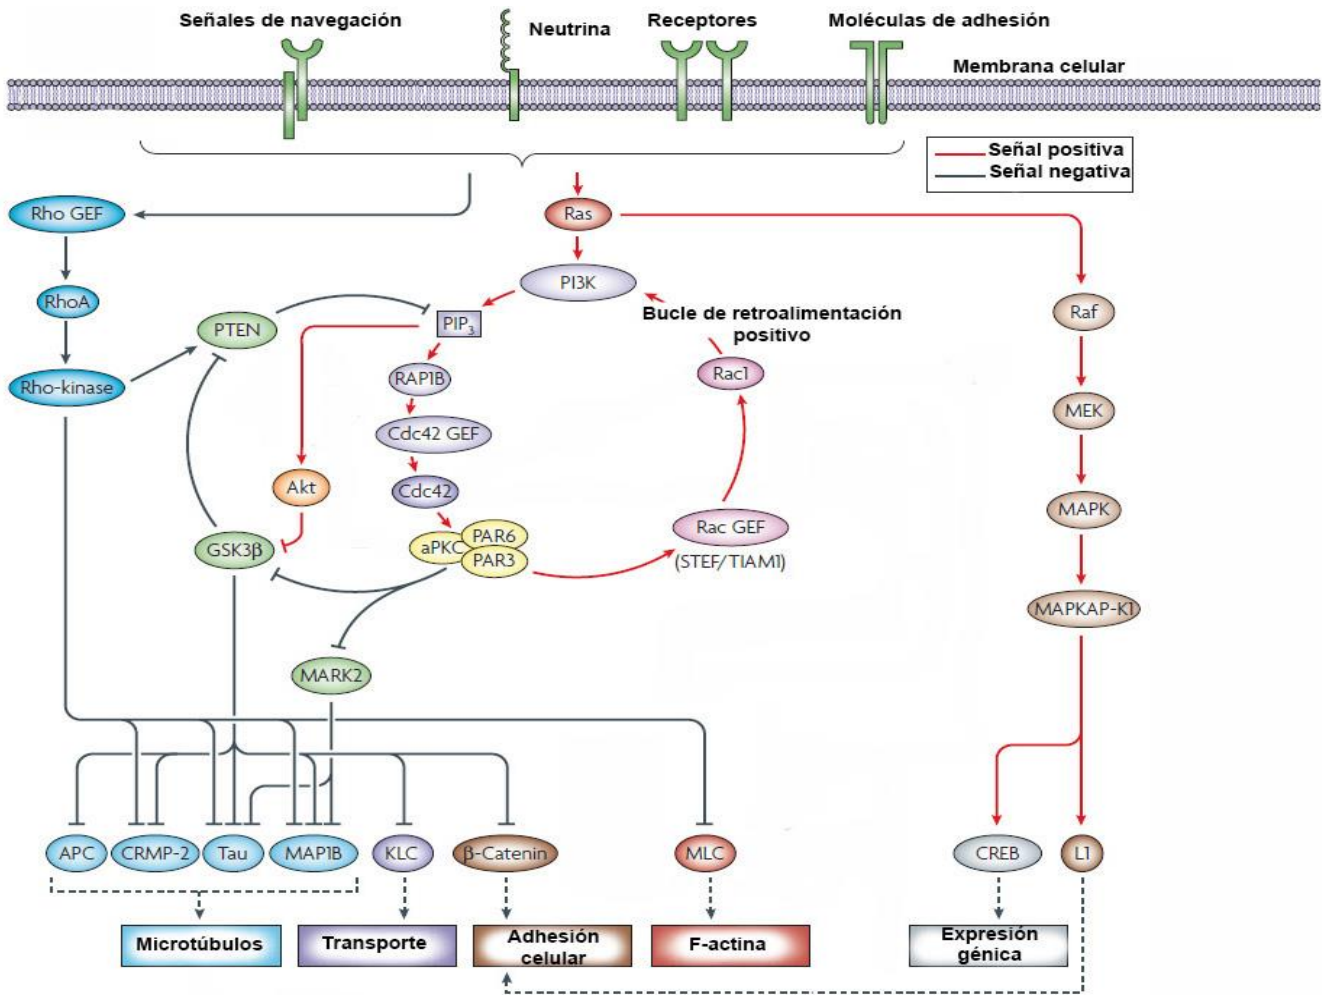 Señales de navegación
Neutrina
Receptores
Moléculas de adhesión
Membrana celular
Señal positiva
Señal negativa
Rho GEF
Ras
PI3K
RhoA
PTEN
PIP3
Bucle de retroalimentación
positivo
Raf
Rho-kinase
RAP1B
Rac1
MEK
Cdc42 GEF
Akt
Cdc42
MAPK
GSK3β
aPKC
PAR6
PAR3
Rac GEF
(STEF/TIAM1)
MAPKAP-K1
MARK2
APC
CRMP-2
Tau
MAP1B
KLC
β-Catenin
MLC
CREB
L1
Microtúbulos
Transporte
Adhesión
celular
F-actina
Expresión
génica